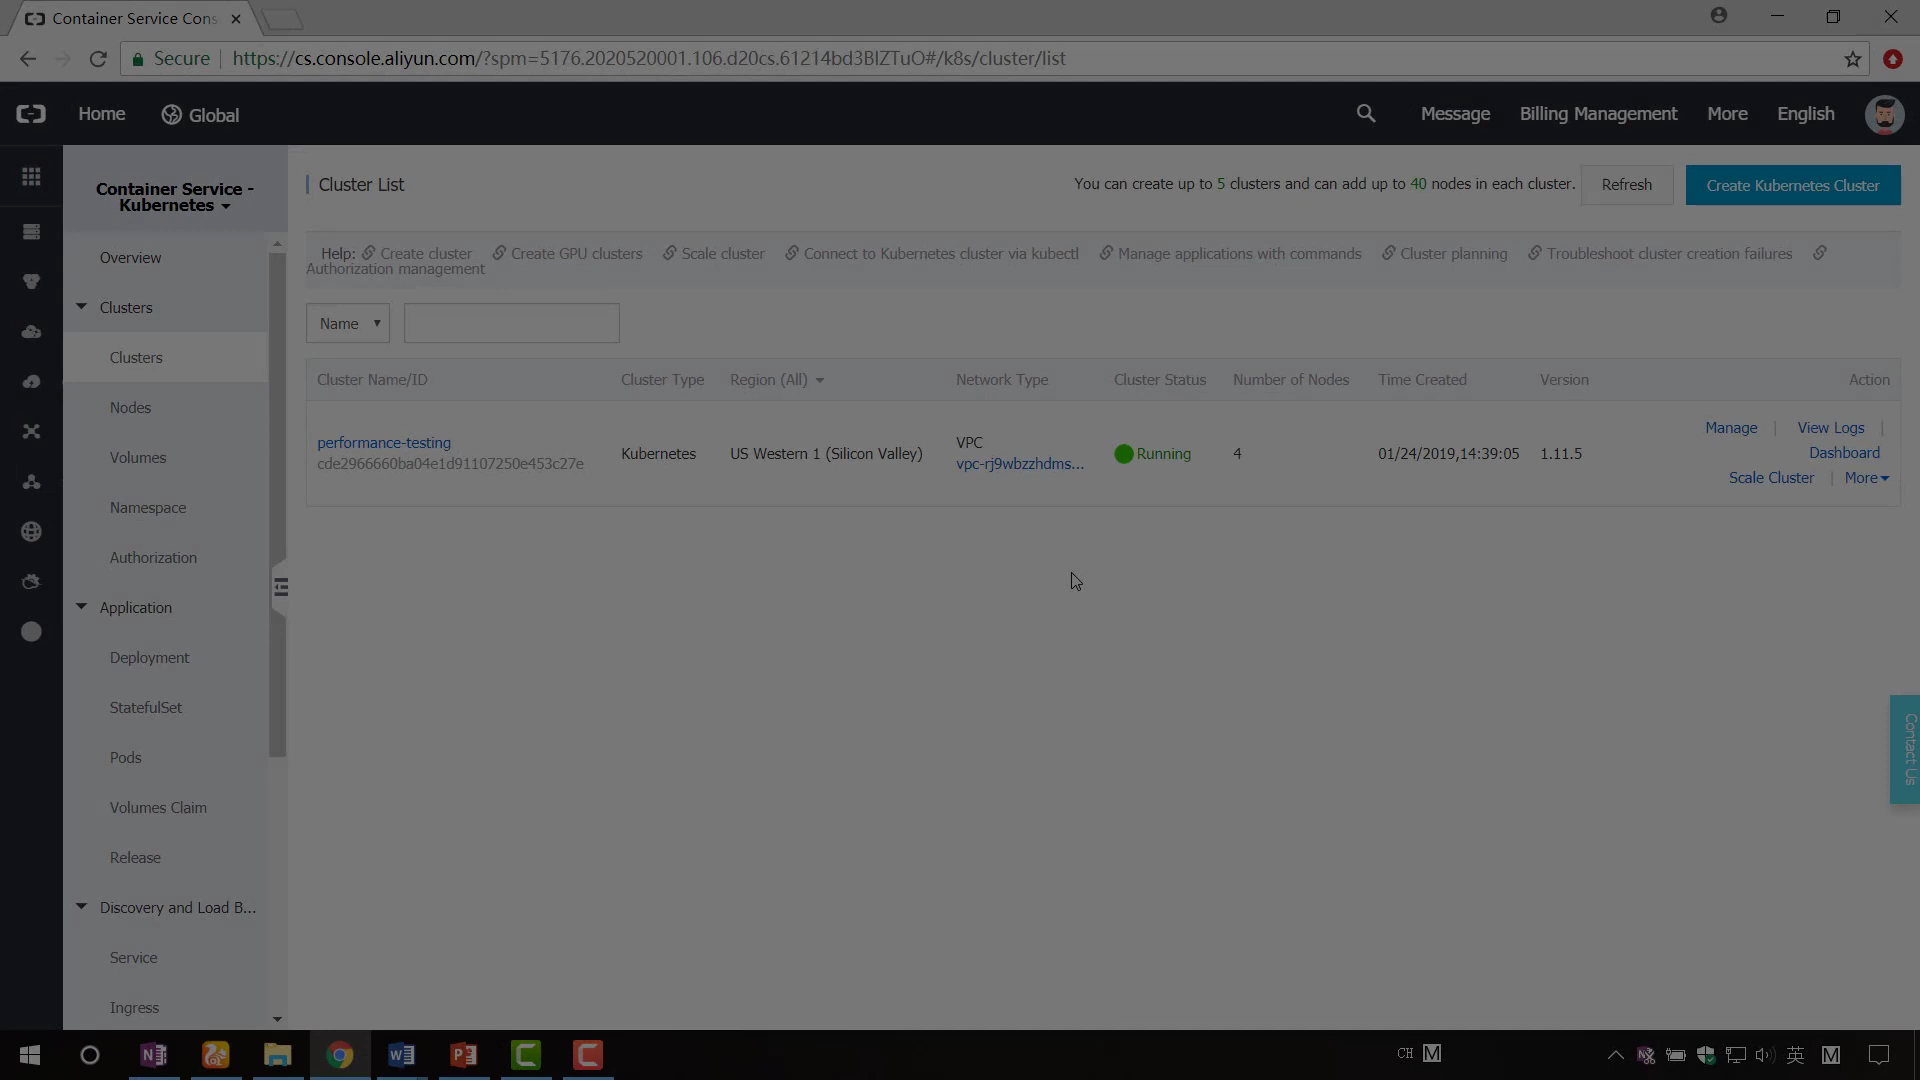 Container Service Cons
Secure
https://cs.console.aliyun.com/?spm=5176.2020520001.106.d20cs.61214bd3BlZTuO#/k8s/cluster/list
Home
Global
Message
Billing Management
More
English
Container Service -
Kubernetes
Overview
Clusters
Clusters
Nodes
Volumes
Namespace
Authorization
Application
Deployment
StatefulSet
Pods
Volumes Claim
Release
Discovery and Load B...
Service
Ingress
Cluster List
You can create up to 5 clusters and can add up to 40 nodes in each cluster.
Refresh
Create Kubernetes Cluster
Help: Create cluster Create GPU clusters Scale cluster Connect to Kubernetes cluster via kubectl Manage applications with commands Cluster planning Troubleshoot cluster creation failures
Authorization management
Name
Cluster Name/ID Cluster Type Region (All) Network Type Cluster Status Number of Nodes Time Created Version Action
performance-testing
cde2966660ba04e1d91107250e453c27e
Kubernetes
US Western 1 (Silicon Valley)
VPC
vpc-rj9wbzzhdms...
Running
4
01/24/2019,14:39:05
1.11.5
Manage | View Logs |
Dashboard
Scale Cluster | More
Contact Us
CH M
英
M